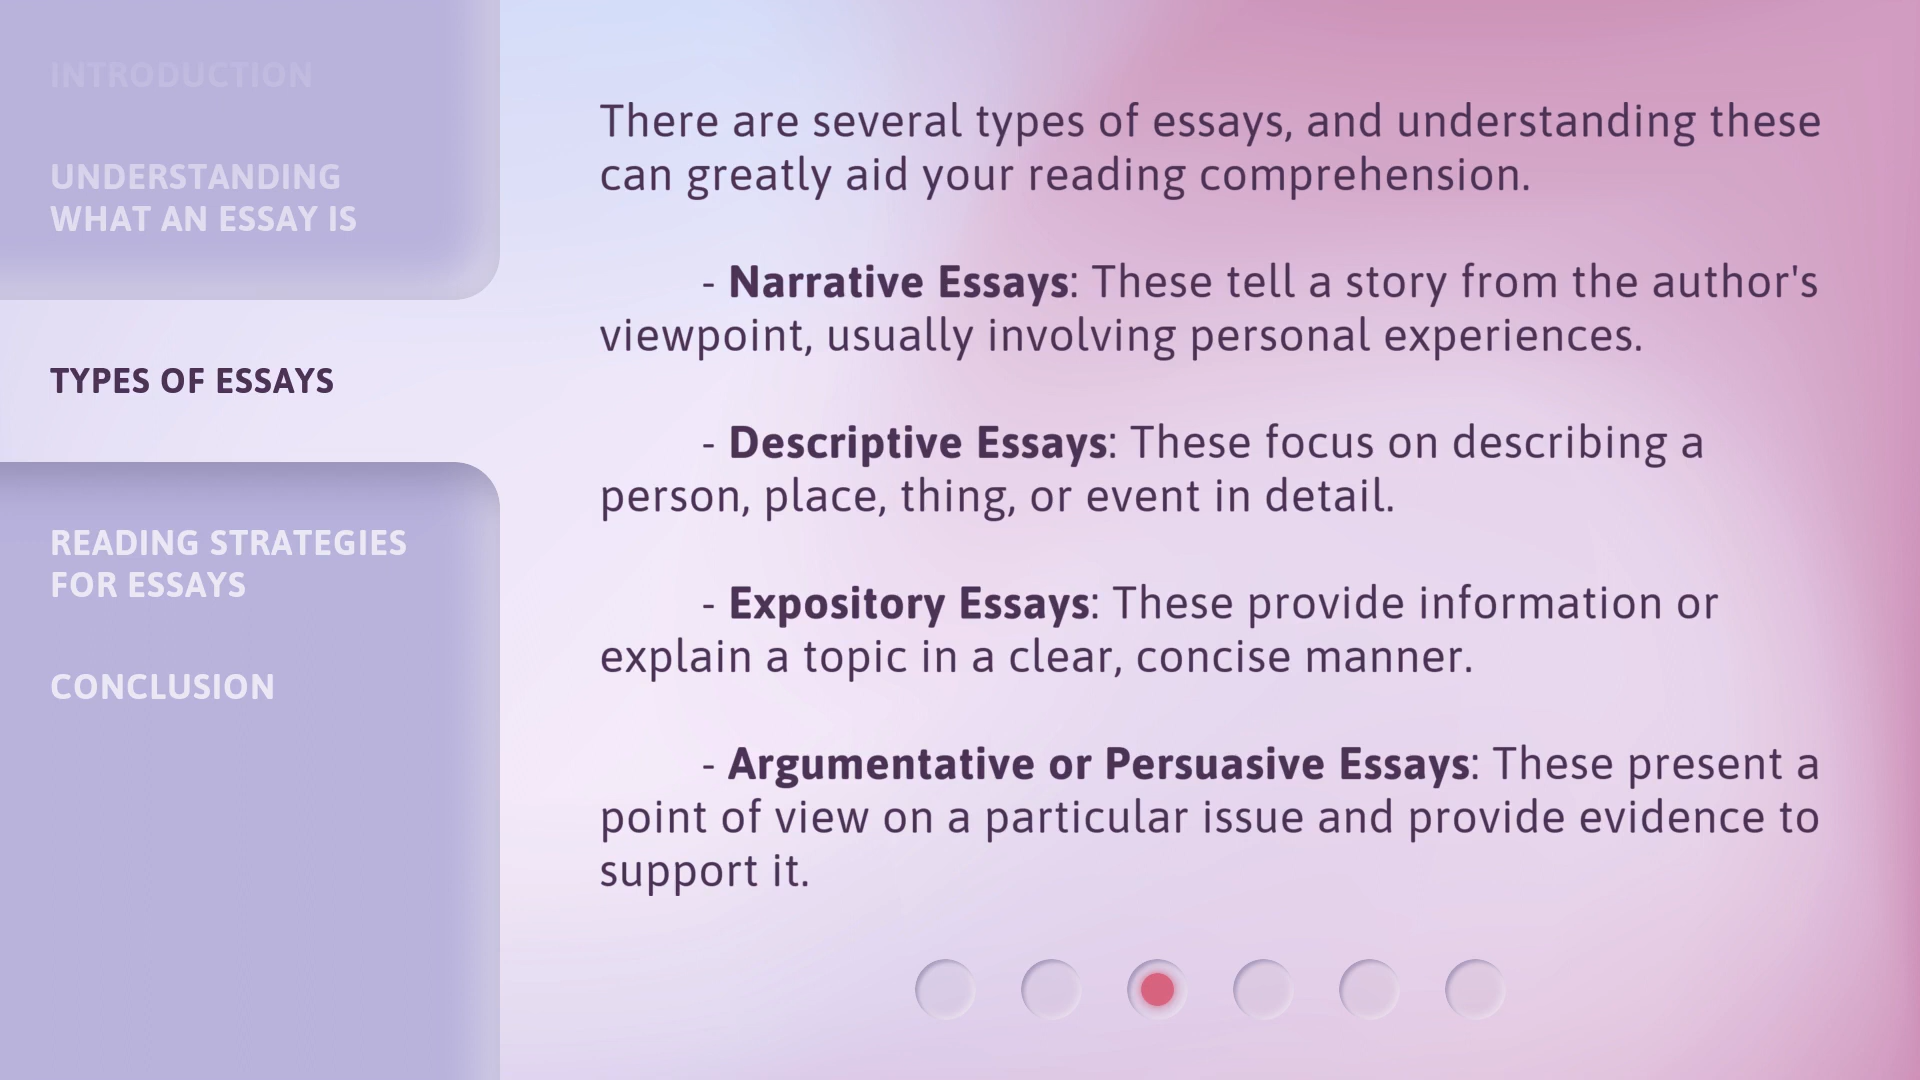 INTRODUCTION
UNDERSTANDING
WHAT AN ESSAY IS
TYPES OF ESSAYS
READING STRATEGIES
FOR ESSAYS
CONCLUSION
There are several types of essays, and understanding these
can greatly aid your reading comprehension.
- Narrative Essays: These tell a story from the author's
viewpoint, usually involving personal experiences.
- Descriptive Essays: These focus on describing a
person, place, thing, or event in detail.
- Expository Essays: These provide information or
explain a topic in a clear, concise manner.
- Argumentative or Persuasive Essays: These present a
point of view on a particular issue and provide evidence to
support it.